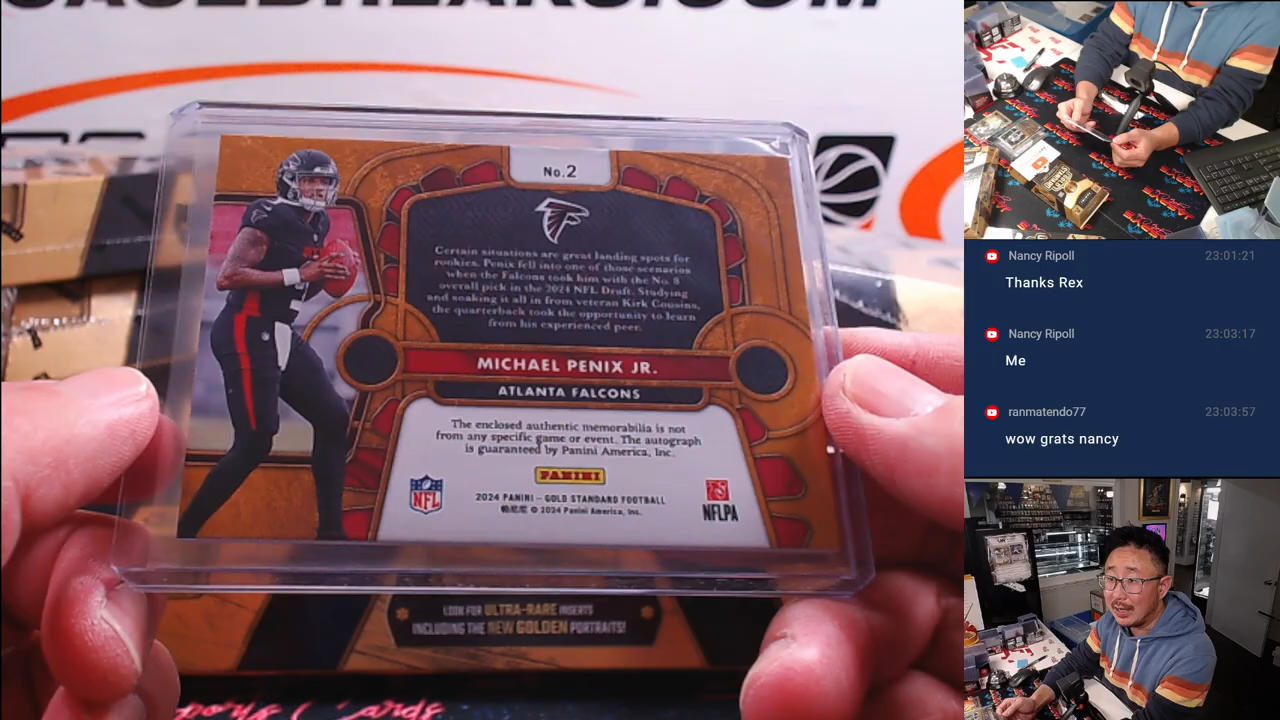 No.2
Certain situations are great landing spots for
rookies. Penix fell into one of those scenarios
when the Falcons took him with the No. 8
overall pick in the 2024 NFL Draft. Studying
and soaking it all in from veteran Kirk Cousins,
the quarterback took the opportunity to learn
from his experienced peer.
MICHAEL PENIX JR.
ATLANTA FALCONS
The enclosed authentic memorabilia is not
from any specific game or event. The autograph
is guaranteed by Panini America, Inc.
PANINI
NFL
2024 PANINI – GOLD STANDARD FOOTBALL
© 2024 Panini America, Inc.
NFLPA
LOOK FOR ULTRA-RARE INSERTS
INCLUDING THE NEW GOLDEN PORTRAITS!
Nancy Ripoll 23:01:21
Thanks Rex
Nancy Ripoll 23:03:17
Me
ranmatendo77 23:03:57
wow grats nancy